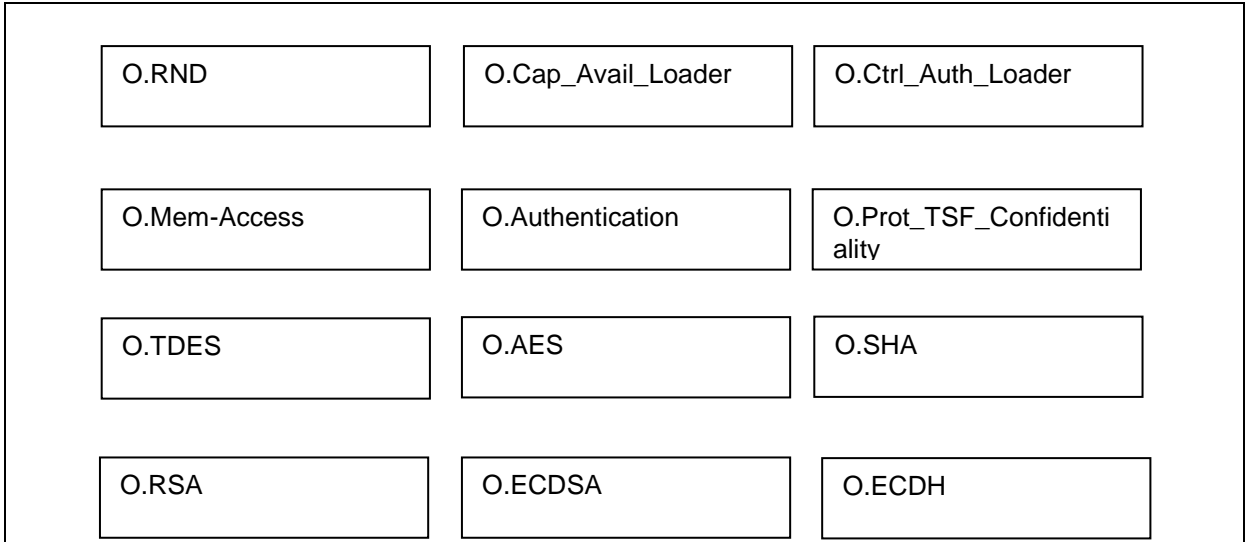 O.RND
O.Cap_Avail_Loader
O.Ctrl_Auth_Loader
O.Mem-Access
O.Authentication
O.Prot_TSF_Confidenti
ality
O.TDES
O.AES
O.SHA
O.RSA
O.ECDSA
O.ECDH